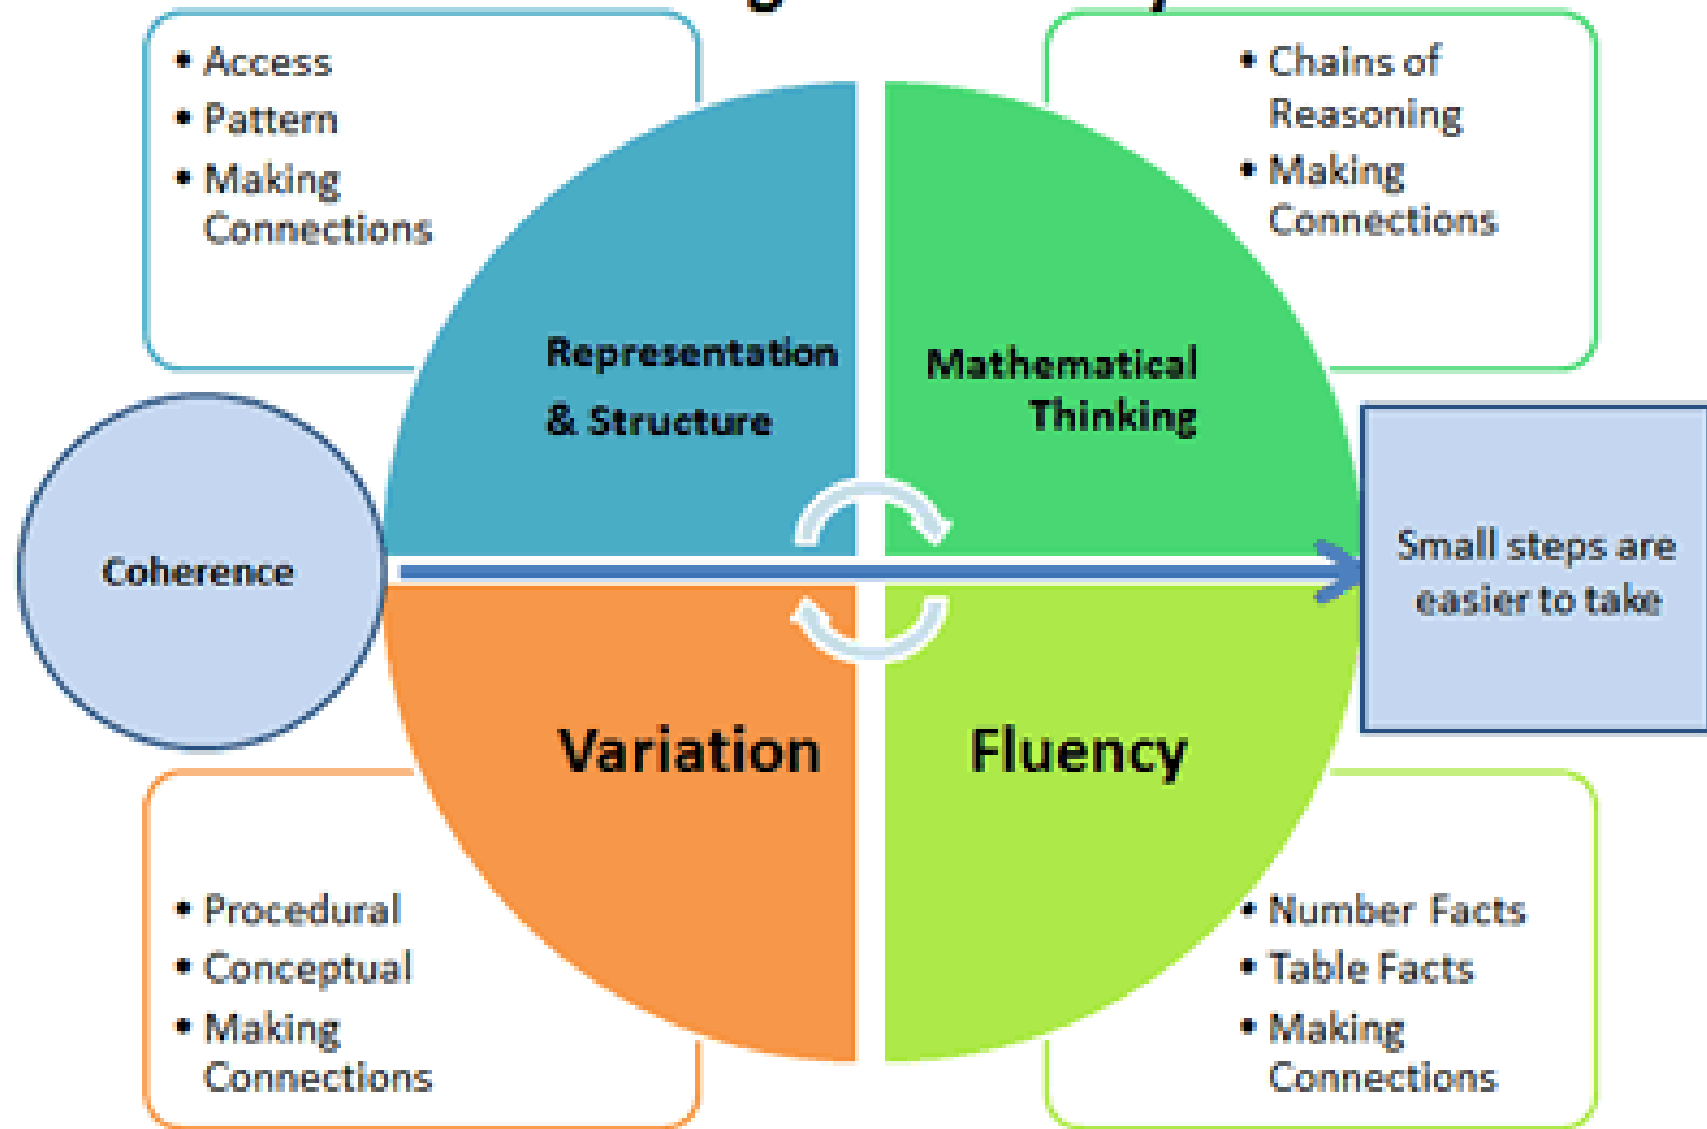 • Access
• Pattern
• Making
Connections
• Chains of
Reasoning
• Making
Connections
Representation
& Structure
Mathematical
Thinking
Coherence
Small steps are
easier to take
Variation
Fluency
• Procedural
• Conceptual
• Making
Connections
• Number Facts
• Table Facts
• Making
Connections